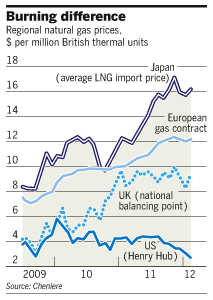 Burning difference
Regional natural gas prices,
$ per million British thermal units
18
Japan
(average LNG import price)
16
14
European
gas contract
12
10
8
UK (national
balancing point)
6
4
US
(Henry Hub)
2
2009 10 11 12
Source: Cheniere